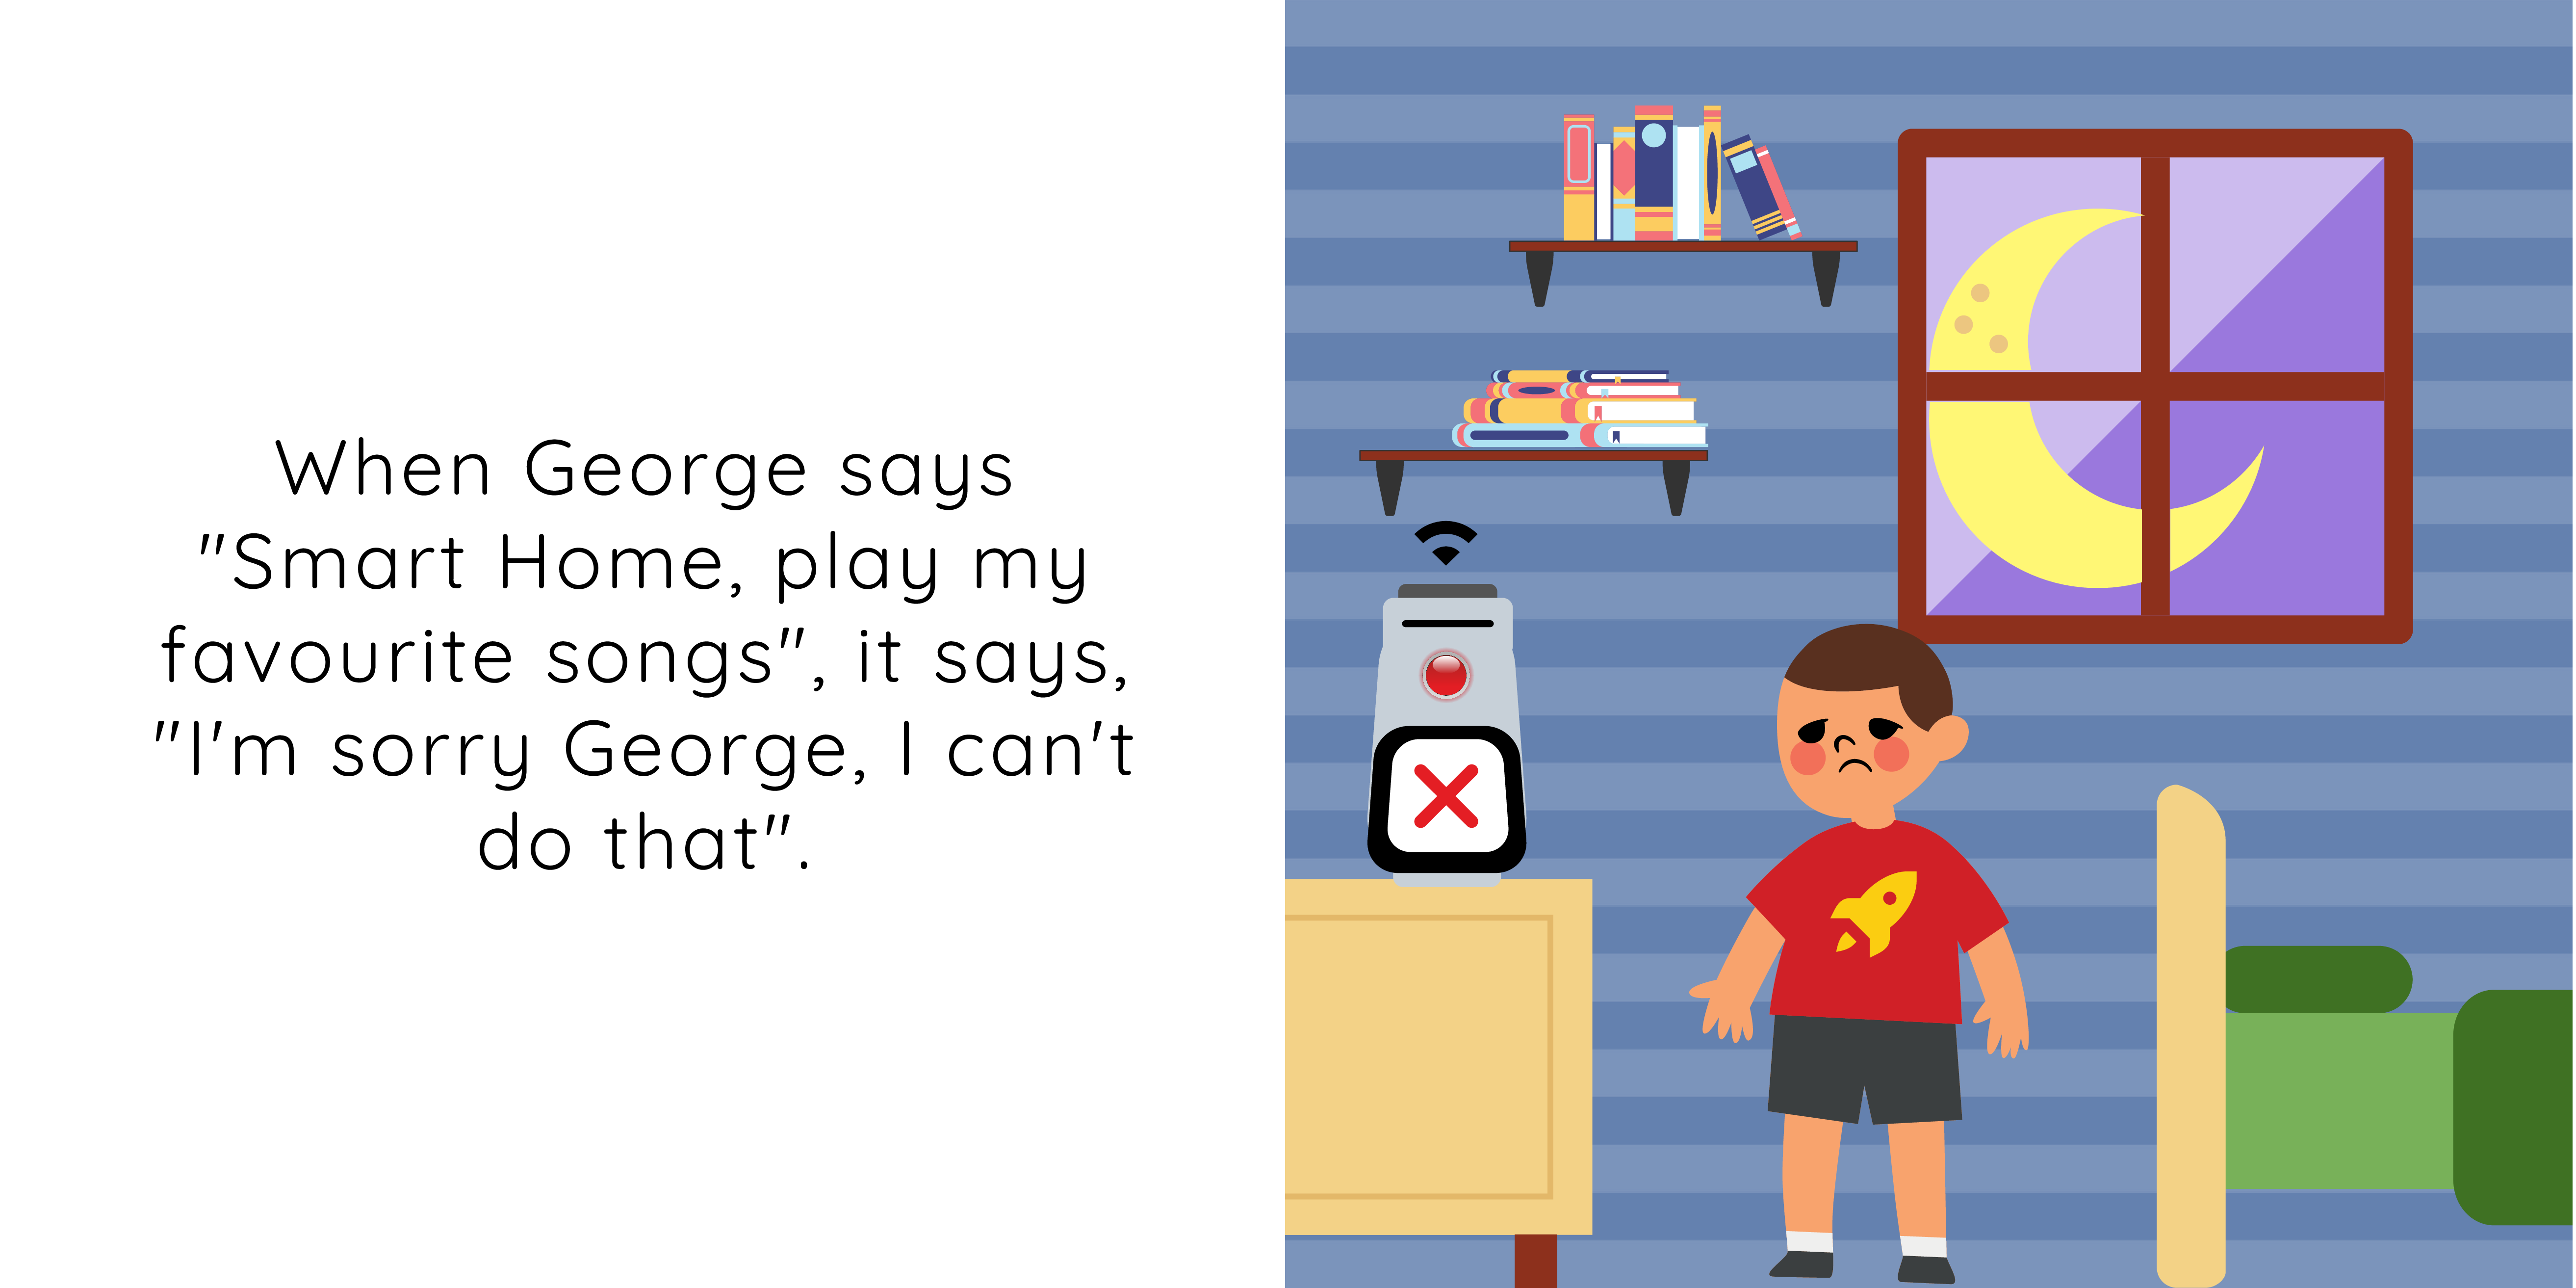 When George says
"Smart Home, play my
favourite songs", it says,
"I'm sorry George, I can't
do that".